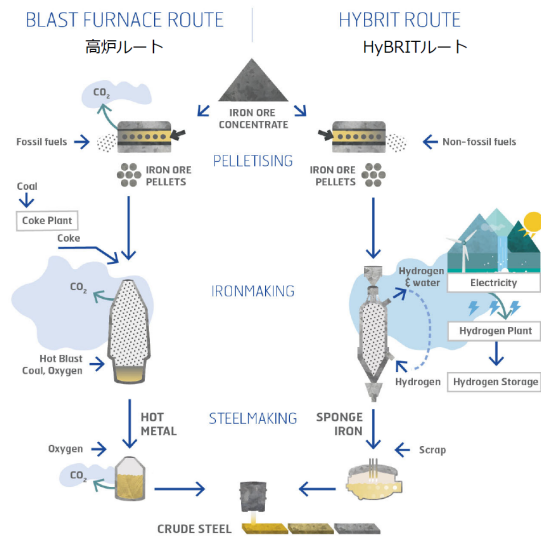 BLAST FURNACE ROUTE
高炉ルート
HYBRIT ROUTE
HyBRITルート
CO2
IRON ORE
CONCENTRATE
Fossil fuels
Non-fossil fuels
PELLETISING
IRON ORE
PELLETS
IRON ORE
PELLETS
Coal
Coke Plant
Coke
CO2
IRONMAKING
Hydrogen
& water
Electricity
Hydrogen Plant
Hot Blast
Coal, Oxygen
Hydrogen
Hydrogen Storage
HOT
METAL
STEELMAKING
SPONGE
IRON
Oxygen
Scrap
CO2
CRUDE STEEL